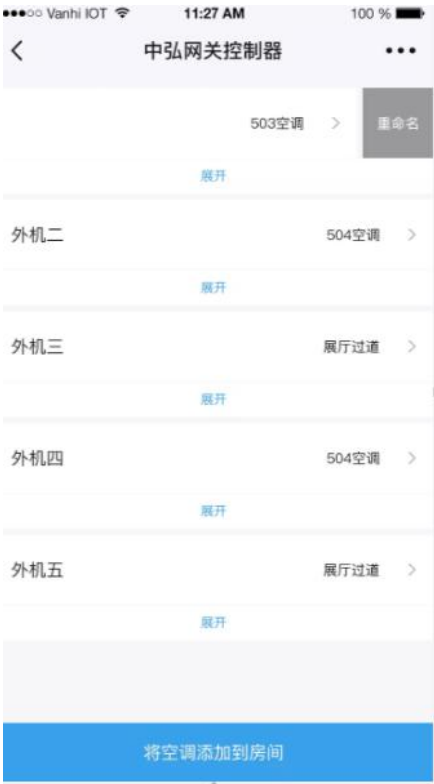 Vanhi IOT 11:27 AM 100 %
中弘网关控制器
503空调 重命名
展开
外机二 504空调
展开
外机三 展厅过道
展开
外机四 504空调
展开
外机五 展厅过道
展开
将空调添加到房间